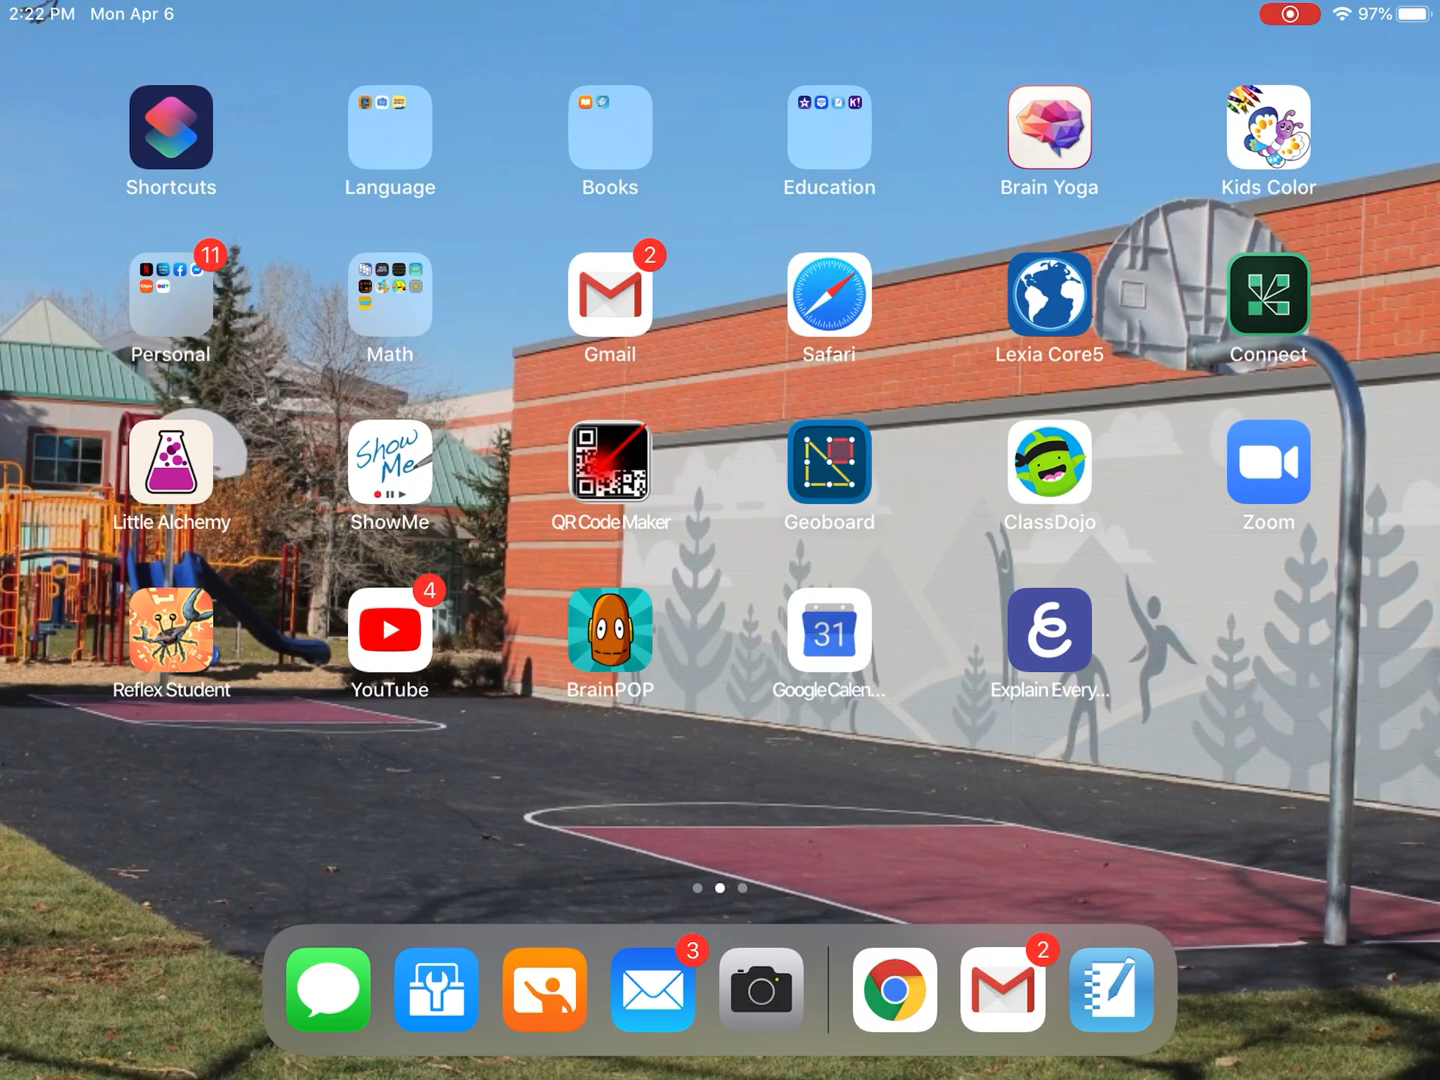 2:22 PM Mon Apr 6
97%
Shortcuts
Language
Books
Education
Brain Yoga
Kids Color
11
2
Personal
Math
Gmail
Safari
Lexia Core5
Connect
Show
Me
Little Alchemy
ShowMe
QR Code Maker
Geoboard
ClassDojo
Zoom
4
31
Reflex Student
YouTube
BrainPOP
Google Calen...
Explain Every...
3
2